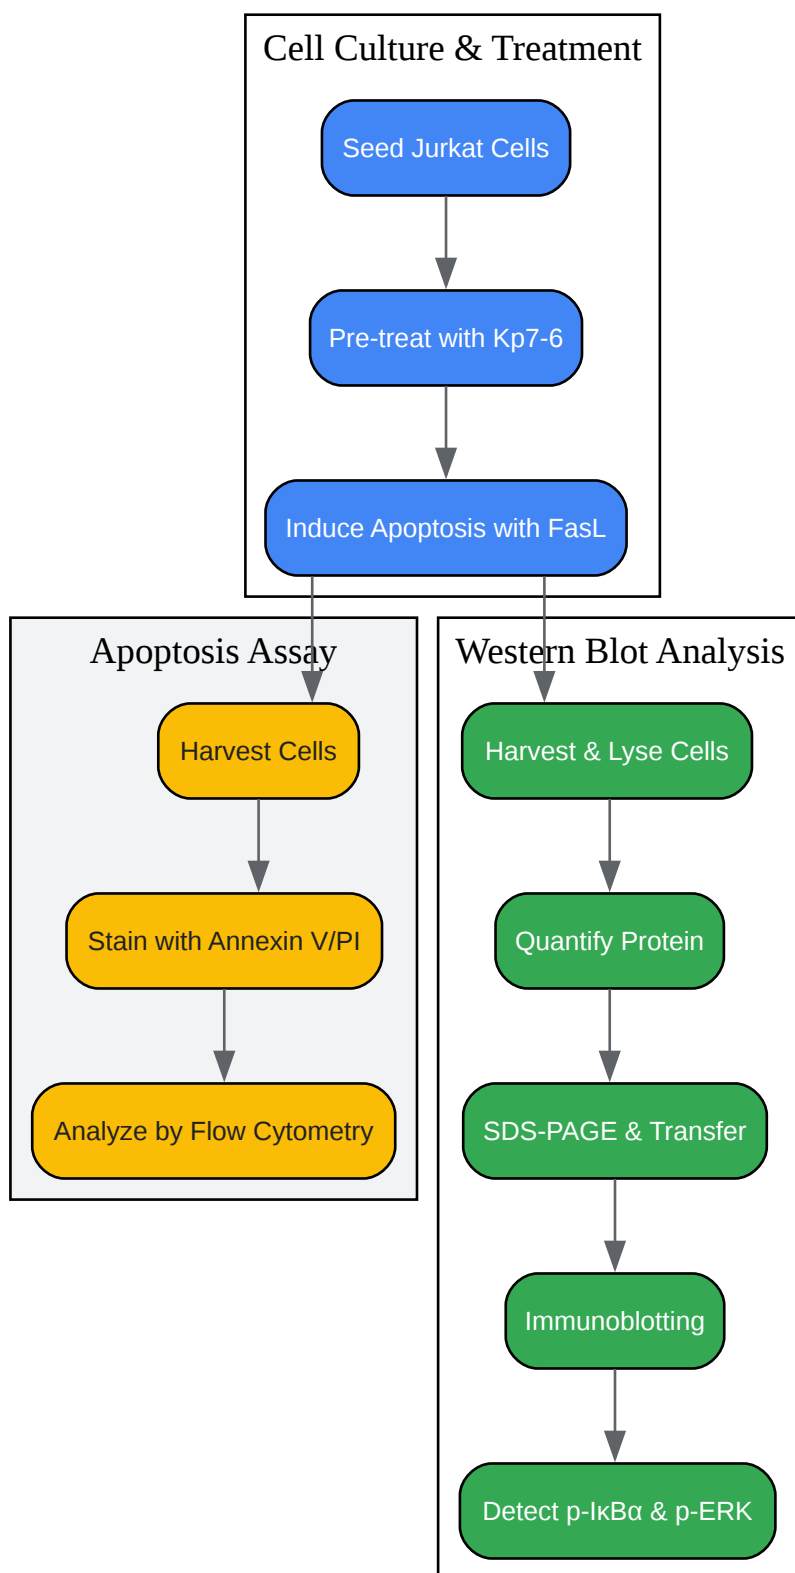 Cell Culture & Treatment
Seed Jurkat Cells
Pre-treat with Kp7-6
Induce Apoptosis with FasL
Apoptosis Assay
Harvest Cells
Stain with Annexin V/PI
Analyze by Flow Cytometry
Western Blot Analysis
Harvest & Lyse Cells
Quantify Protein
SDS-PAGE & Transfer
Immunoblotting
Detect p-IκBα & p-ERK